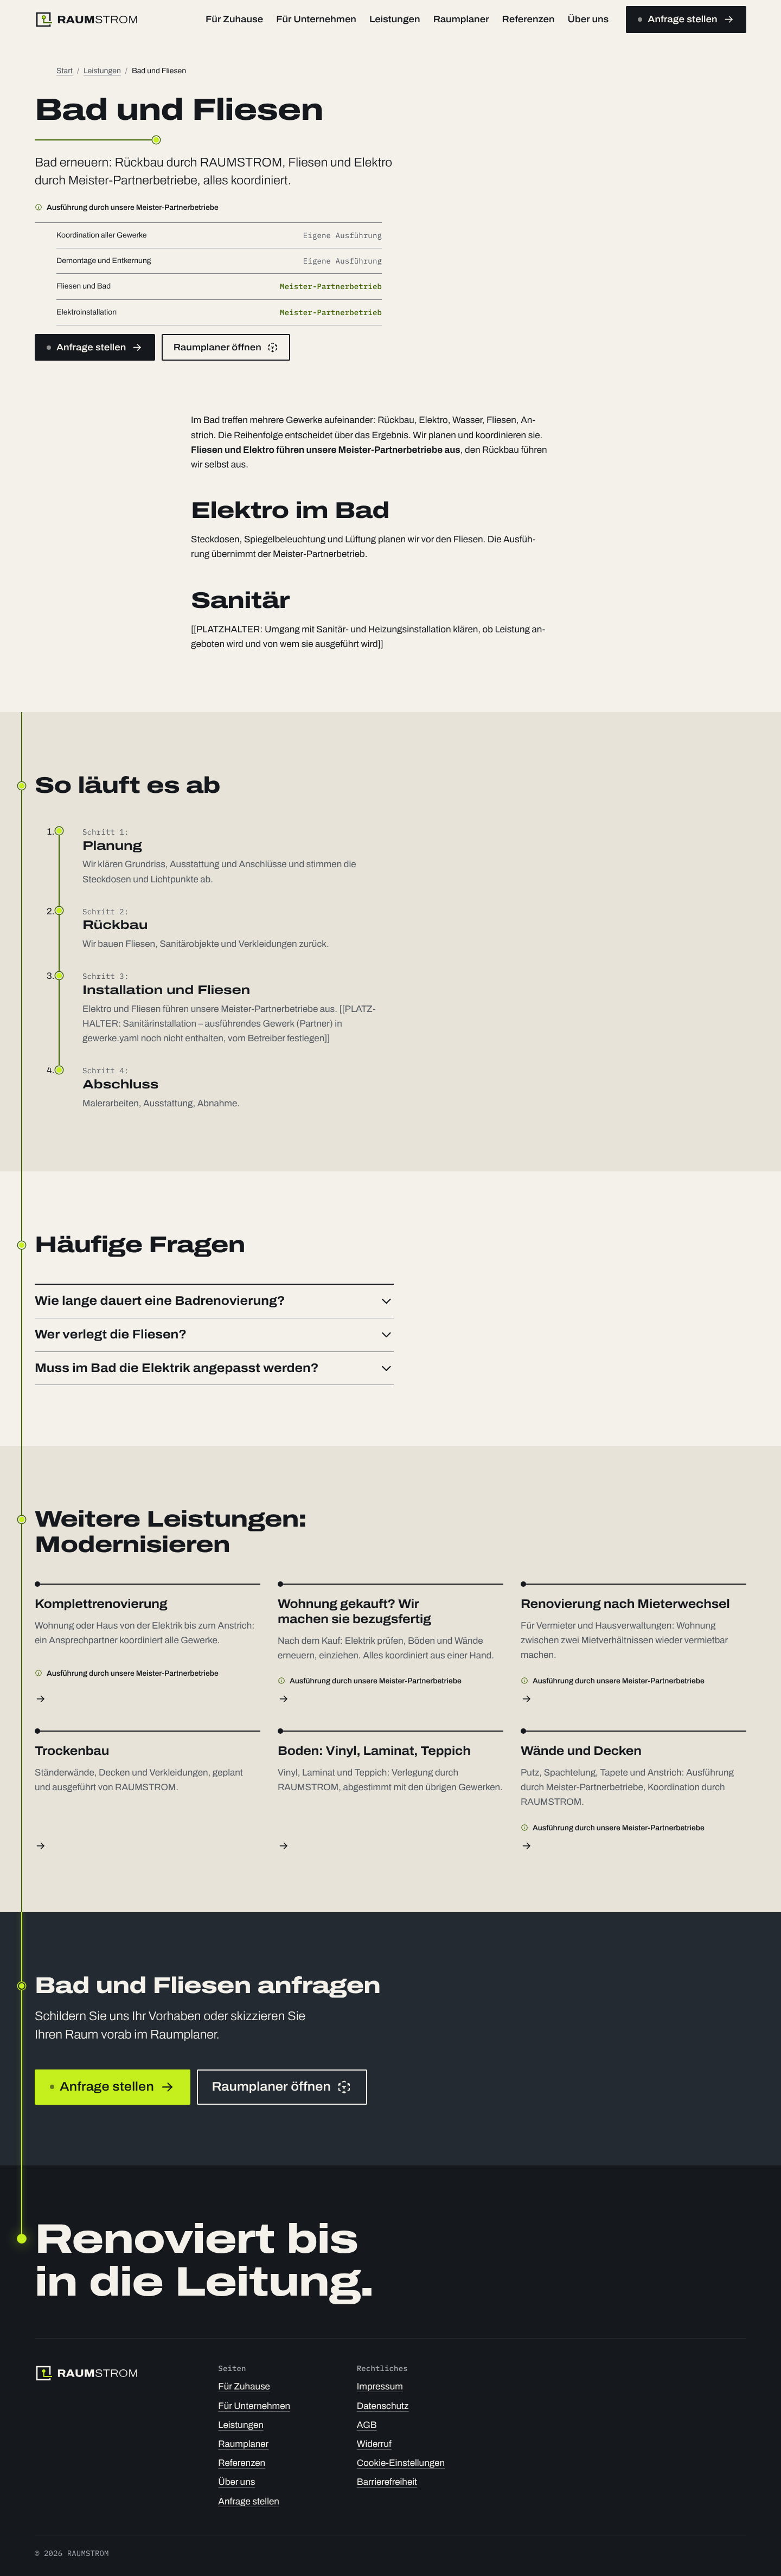 RAUMSTROM
Für Zuhause Für Unternehmen Leistungen Raumplaner Referenzen Über uns Anfrage stellen
Start / Leistungen / Bad und Fliesen
Bad und Fliesen
Bad erneuern: Rückbau durch RAUMSTROM, Fliesen und Elektro
durch Meister-Partnerbetriebe, alles koordiniert.
Ausführung durch unsere Meister-Partnerbetriebe
Koordination aller Gewerke Eigene Ausführung
Demontage und Entkernung Eigene Ausführung
Fliesen und Bad Meister-Partnerbetrieb
Elektroinstallation Meister-Partnerbetrieb
Anfrage stellen Raumplaner öffnen
Im Bad treffen mehrere Gewerke aufeinander: Rückbau, Elektro, Wasser, Fliesen, An-
strich. Die Reihenfolge entscheidet über das Ergebnis. Wir planen und koordinieren sie.
Fliesen und Elektro führen unsere Meister-Partnerbetriebe aus, den Rückbau führen
wir selbst aus.
Elektro im Bad
Steckdosen, Spiegelbeleuchtung und Lüftung planen wir vor den Fliesen. Die Ausfüh-
rung übernimmt der Meister-Partnerbetrieb.
Sanitär
[[PLATZHALTER: Umgang mit Sanitär- und Heizungsinstallation klären, ob Leistung an-
geboten wird und von wem sie ausgeführt wird]]
So läuft es ab
1. Schritt 1:
Planung
Wir klären Grundriss, Ausstattung und Anschlüsse und stimmen die
Steckdosen und Lichtpunkte ab.
2. Schritt 2:
Rückbau
Wir bauen Fliesen, Sanitärobjekte und Verkleidungen zurück.
3. Schritt 3:
Installation und Fliesen
Elektro und Fliesen führen unsere Meister-Partnerbetriebe aus. [[PLATZ-
HALTER: Sanitärinstallation – ausführendes Gewerk (Partner) in
gewerke.yaml noch nicht enthalten, vom Betreiber festlegen]]
4. Schritt 4:
Abschluss
Malerarbeiten, Ausstattung, Abnahme.
Häufige Fragen
Wie lange dauert eine Badrenovierung?
Wer verlegt die Fliesen?
Muss im Bad die Elektrik angepasst werden?
Weitere Leistungen:
Modernisieren
Komplettrenovierung
Wohnung oder Haus von der Elektrik bis zum Anstrich:
ein Ansprechpartner koordiniert alle Gewerke.
Ausführung durch unsere Meister-Partnerbetriebe
Wohnung gekauft? Wir
machen sie bezugsfertig
Nach dem Kauf: Elektrik prüfen, Böden und Wände
erneuern, einziehen. Alles koordiniert aus einer Hand.
Ausführung durch unsere Meister-Partnerbetriebe
Renovierung nach Mieterwechsel
Für Vermieter und Hausverwaltungen: Wohnung
zwischen zwei Mietverhältnissen wieder vermietbar
machen.
Ausführung durch unsere Meister-Partnerbetriebe
Trockenbau
Ständerwände, Decken und Verkleidungen, geplant
und ausgeführt von RAUMSTROM.
Boden: Vinyl, Laminat, Teppich
Vinyl, Laminat und Teppich: Verlegung durch
RAUMSTROM, abgestimmt mit den übrigen Gewerken.
Wände und Decken
Putz, Spachtelung, Tapete und Anstrich: Ausführung
durch Meister-Partnerbetriebe, Koordination durch
RAUMSTROM.
Ausführung durch unsere Meister-Partnerbetriebe
Bad und Fliesen anfragen
Schildern Sie uns Ihr Vorhaben oder skizzieren Sie
Ihren Raum vorab im Raumplaner.
Anfrage stellen Raumplaner öffnen
Renoviert bis
in die Leitung.
RAUMSTROM
Seiten
Für Zuhause
Für Unternehmen
Leistungen
Raumplaner
Referenzen
Über uns
Anfrage stellen
Rechtliches
Impressum
Datenschutz
AGB
Widerruf
Cookie-Einstellungen
Barrierefreiheit
© 2026 RAUMSTROM